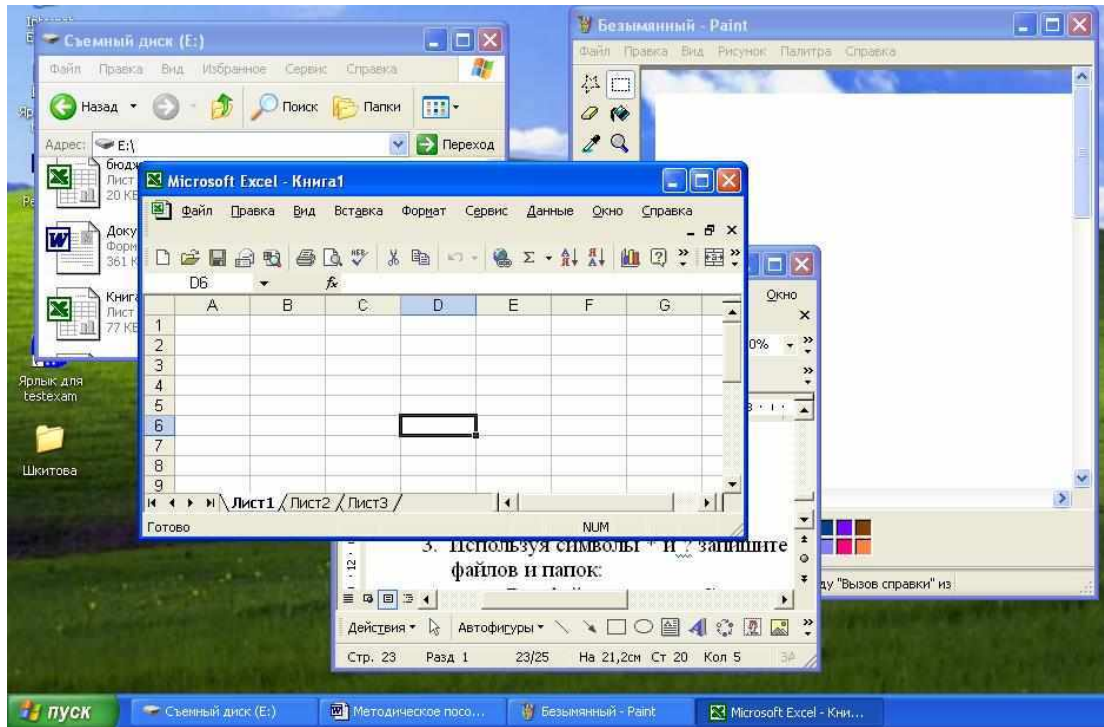 Съемный диск (E:)
Файл Правка Вид Избранное Сервис Справка
Назад Поиск Папки
Адрес: E:\ Переход
Лист
20 КБ
Доку
Форм
361 К
Книга
Лист
77 КБ
Ярлык для
testexam
Шкитова
Безымянный - Paint
Файл Правка Вид Рисунок Палитра Справка
Microsoft Excel - Книга1
Файл Правка Вид Вставка Формат Сервис Данные Окно Справка
D6 fx
A B C D E F G
1
2
3
4
5
6
7
8
9
Лист1 Лист2 Лист3
Готово NUM
Окно
0%
3. Используя символы * и ? запишите
файлов и папок:
Действия Автофигуры
Стр. 23 Разд 1 23/25 На 21,2см Ст 20 Кол 5 ЗАП
ду "Вызов справки" из
пуск Съемный диск (E:) Методическое посо... Безымянный - Paint Microsoft Excel - Кни...